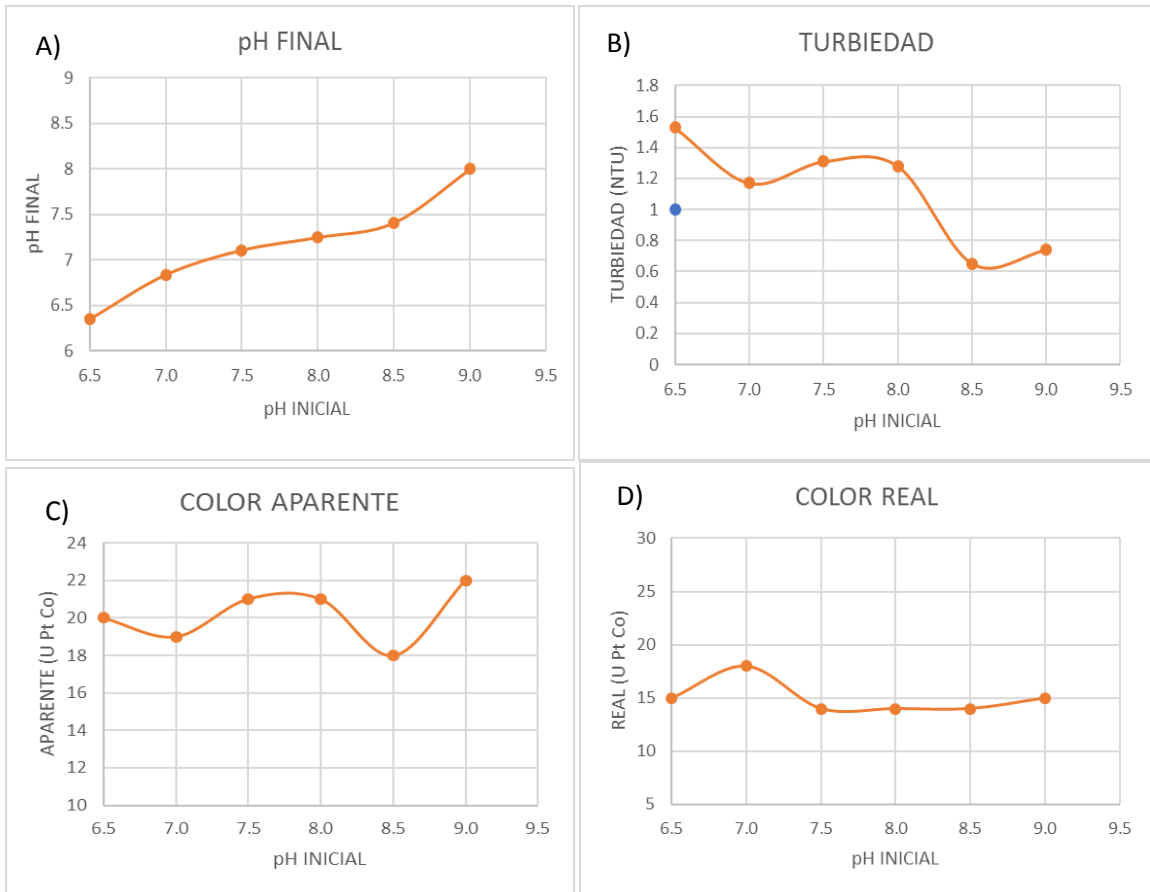 A)
pH FINAL
pH FINAL
9
8.5
8
7.5
7
6.5
6
6.5 7.0 7.5 8.0 8.5 9.0 9.5
pH INICIAL
B)
TURBIEDAD
TURBIEDAD (NTU)
1.8
1.6
1.4
1.2
1
0.8
0.6
0.4
0.2
0
6.5 7.0 7.5 8.0 8.5 9.0 9.5
pH INICIAL
C)
COLOR APARENTE
APARENTE (U Pt Co)
24
22
20
18
16
14
12
10
6.5 7.0 7.5 8.0 8.5 9.0 9.5
pH INICIAL
D)
COLOR REAL
REAL (U Pt Co)
30
25
20
15
10
5
6.5 7.0 7.5 8.0 8.5 9.0 9.5
pH INICIAL